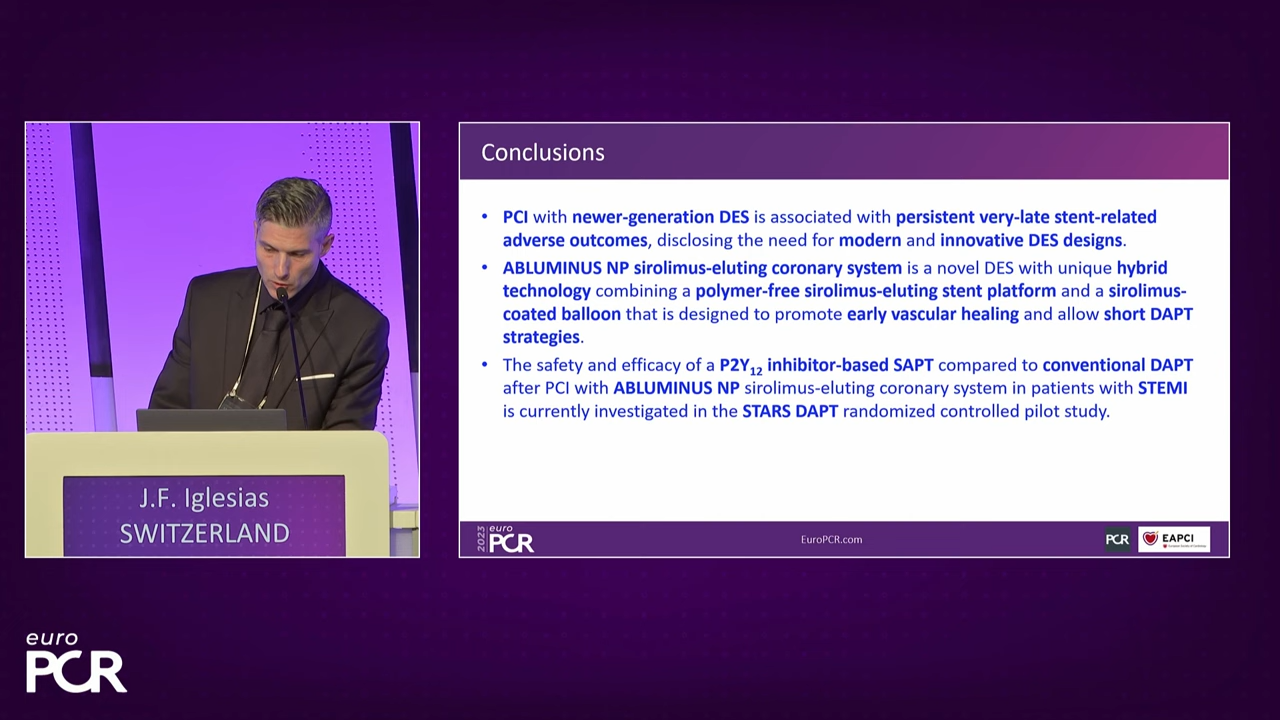 J.F. Iglesias
SWITZERLAND
Conclusions
• PCI with newer-generation DES is associated with persistent very-late stent-related
adverse outcomes, disclosing the need for modern and innovative DES designs.
• ABLUMINUS NP sirolimus-eluting coronary system is a novel DES with unique hybrid
technology combining a polymer-free sirolimus-eluting stent platform and a sirolimus-
coated balloon that is designed to promote early vascular healing and allow short DAPT
strategies.
• The safety and efficacy of a P2Y12 inhibitor-based SAPT compared to conventional DAPT
after PCI with ABLUMINUS NP sirolimus-eluting coronary system in patients with STEMI
is currently investigated in the STARS DAPT randomized controlled pilot study.
2023 euro
PCR
EuroPCR.com
PCR
EAPCI
euro
PCR